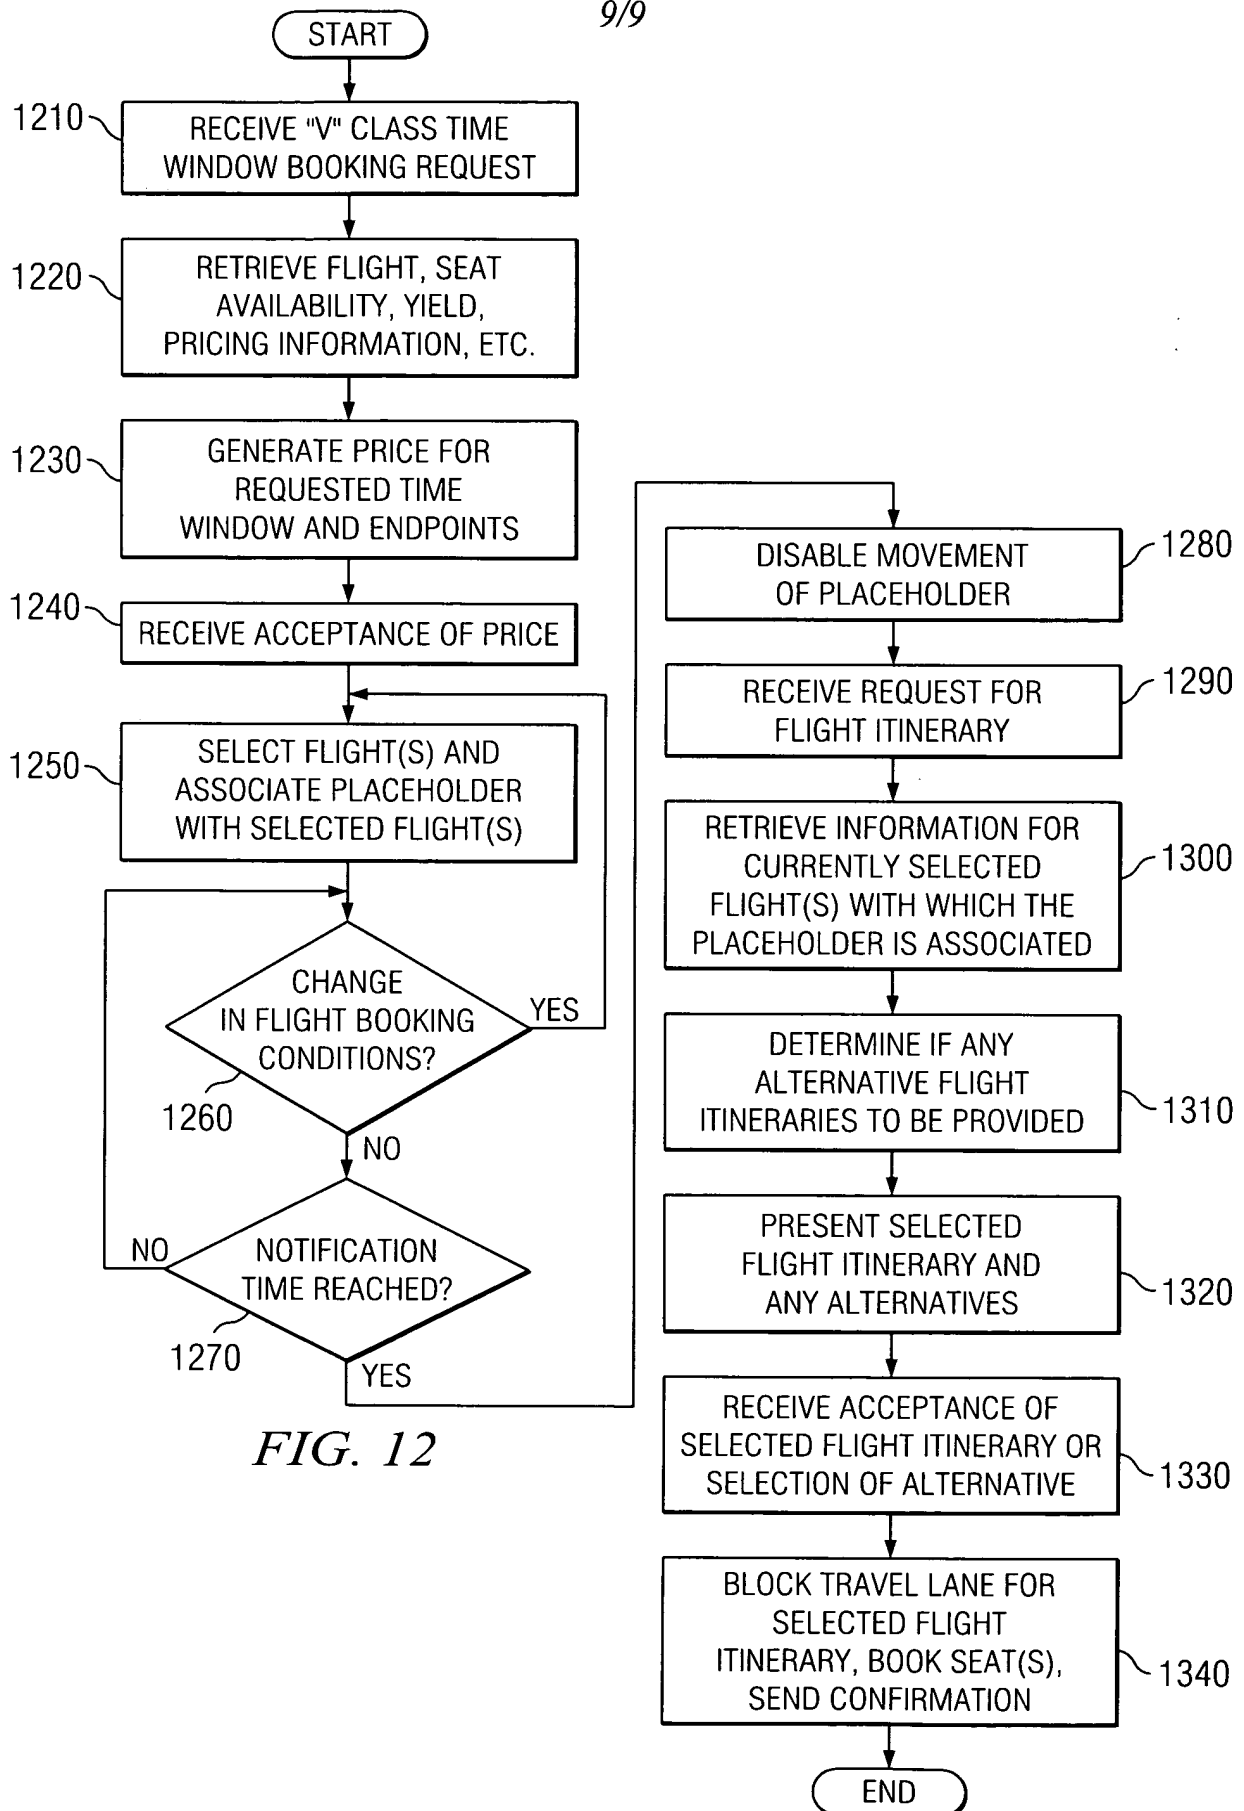 9/9
START
1210
RECEIVE "V" CLASS TIME
WINDOW BOOKING REQUEST
1220
RETRIEVE FLIGHT, SEAT
AVAILABILITY, YIELD,
PRICING INFORMATION, ETC.
1230
GENERATE PRICE FOR
REQUESTED TIME
WINDOW AND ENDPOINTS
1240
RECEIVE ACCEPTANCE OF PRICE
1250
SELECT FLIGHT(S) AND
ASSOCIATE PLACEHOLDER
WITH SELECTED FLIGHT(S)
CHANGE
IN FLIGHT BOOKING
CONDITIONS?
YES
1260
NO
NOTIFICATION
TIME REACHED?
NO
1270
YES
FIG. 12
DISABLE MOVEMENT
OF PLACEHOLDER
1280
RECEIVE REQUEST FOR
FLIGHT ITINERARY
1290
RETRIEVE INFORMATION FOR
CURRENTLY SELECTED
FLIGHT(S) WITH WHICH THE
PLACEHOLDER IS ASSOCIATED
1300
DETERMINE IF ANY
ALTERNATIVE FLIGHT
ITINERARIES TO BE PROVIDED
1310
PRESENT SELECTED
FLIGHT ITINERARY AND
ANY ALTERNATIVES
1320
RECEIVE ACCEPTANCE OF
SELECTED FLIGHT ITINERARY OR
SELECTION OF ALTERNATIVE
1330
BLOCK TRAVEL LANE FOR
SELECTED FLIGHT
ITINERARY, BOOK SEAT(S),
SEND CONFIRMATION
1340
END